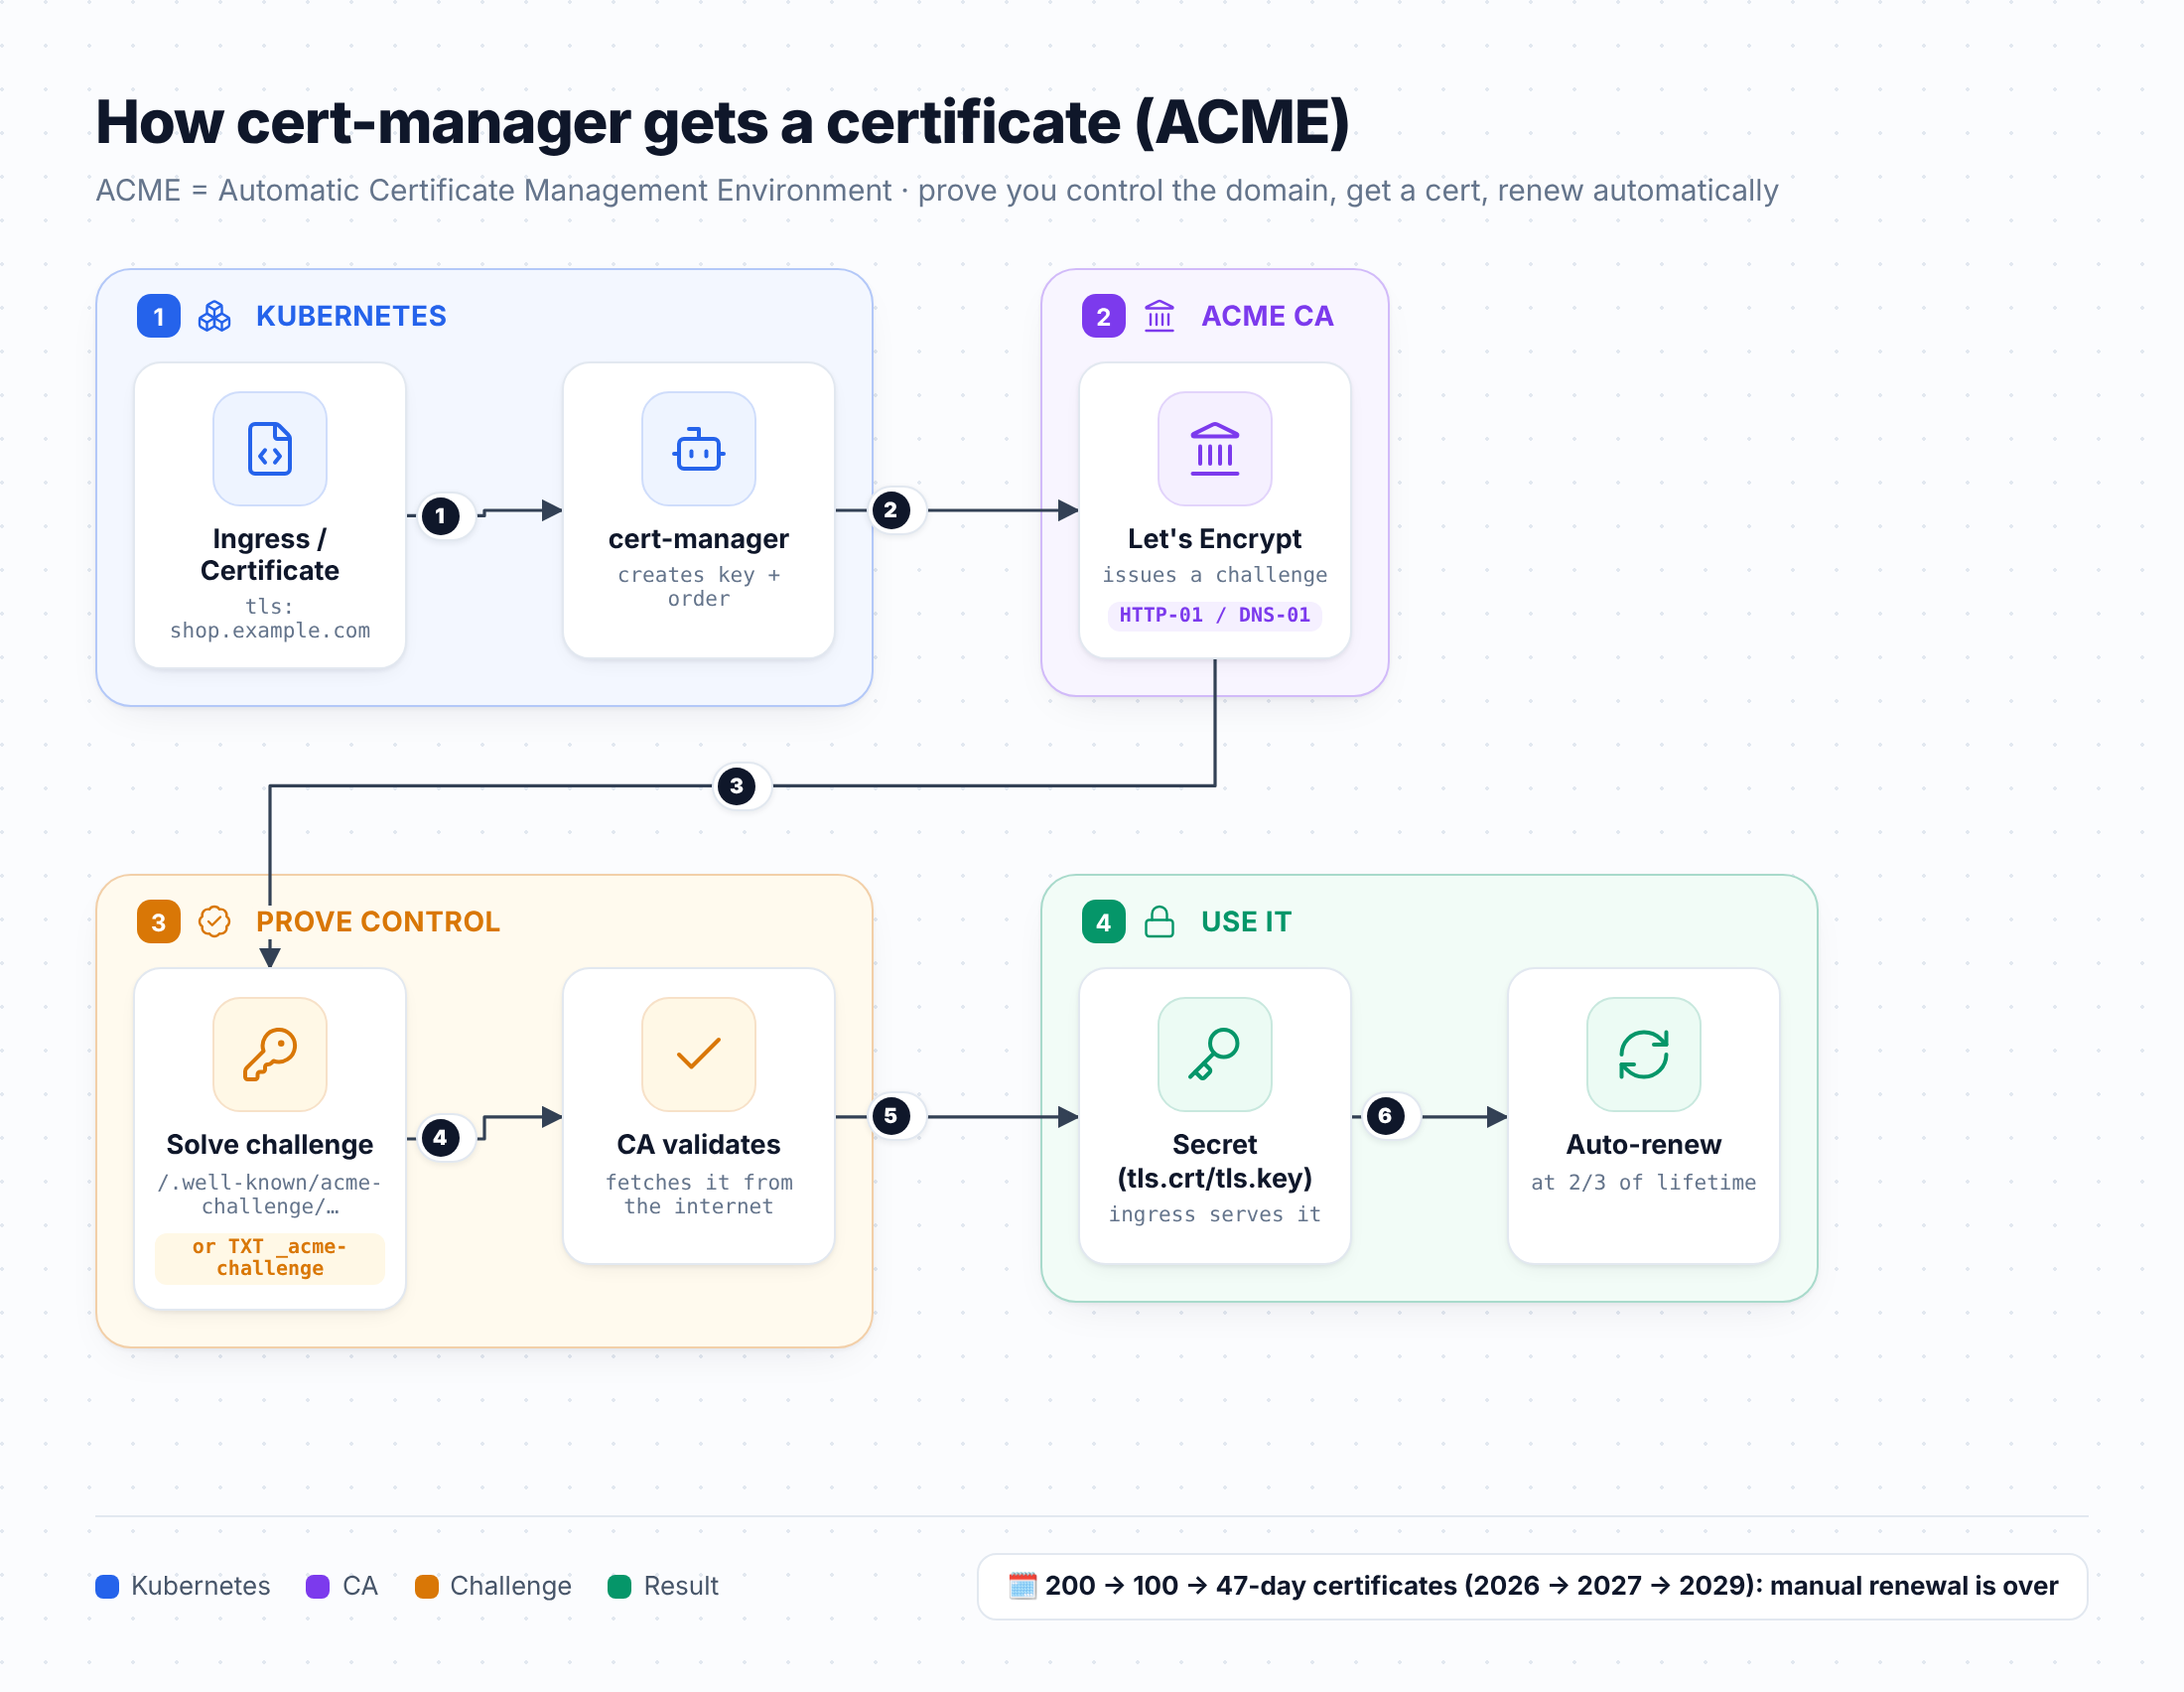 How cert-manager gets a certificate (ACME)
ACME = Automatic Certificate Management Environment · prove you control the domain, get a cert, renew automatically
1 KUBERNETES
2 ACME CA
Ingress /
Certificate
tls:
shop.example.com
1
cert-manager
creates key +
order
2
Let's Encrypt
issues a challenge
HTTP-01 / DNS-01
3
3 PROVE CONTROL
4 USE IT
Solve challenge
/.well-known/acme-
challenge/…
or TXT _acme-
challenge
4
CA validates
fetches it from
the internet
5
Secret
(tls.crt/tls.key)
ingress serves it
6
Auto-renew
at 2/3 of lifetime
Kubernetes
CA
Challenge
Result
🗓️ 200 → 100 → 47-day certificates (2026 → 2027 → 2029): manual renewal is over